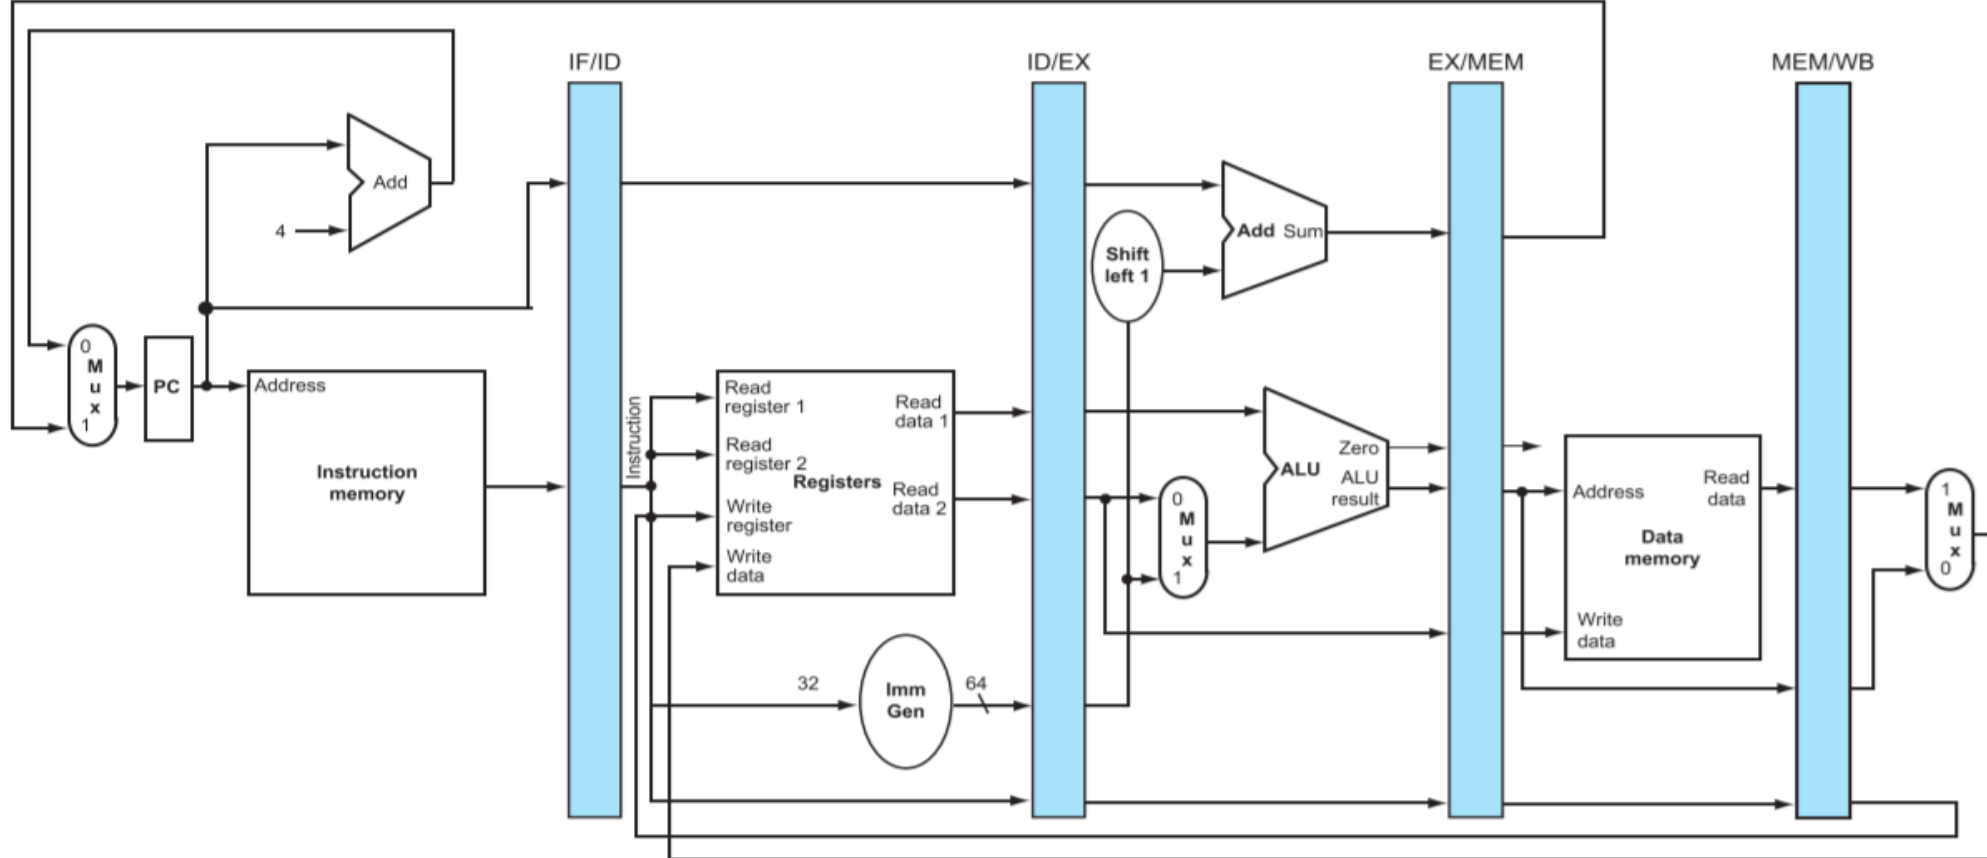 IF/ID
ID/EX
EX/MEM
MEM/WB
Add
4
Shift
left 1
Add Sum
0
M
u
x
1
PC
Address
Instruction
memory
Instruction
Read
register 1
Read
register 2
Write
register
Write
data
Registers
Read
data 1
Read
data 2
0
M
u
x
1
Zero
ALU
ALU
result
Address
Read
data
Data
memory
Write
data
1
M
u
x
0
32
Imm
Gen
64